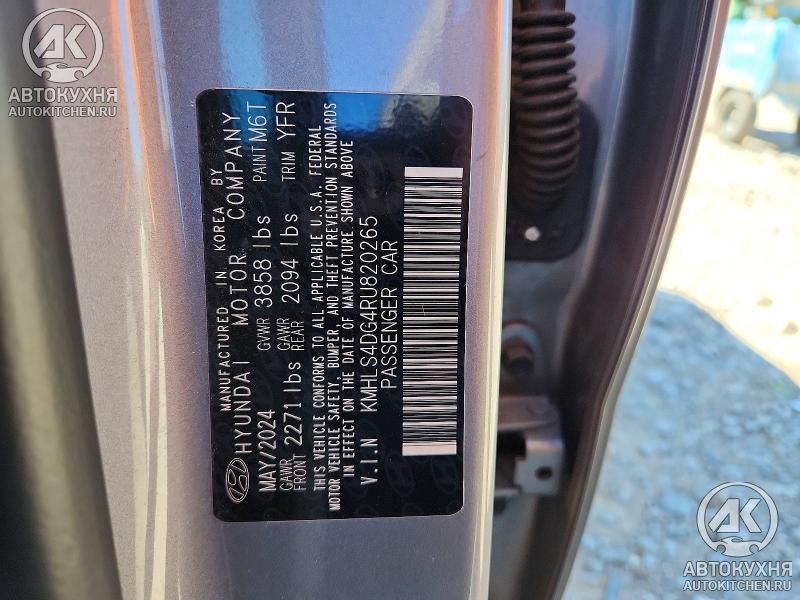 АВТОКУХНЯ
AUTOKITCHEN.RU
MANUFACTURED IN KOREA BY
HYUNDAI MOTOR COMPANY
MAY/2024 GVWR 3858 lbs PAINT M6T
GAWR FRONT 2271 lbs GAWR REAR 2094 lbs TRIM YFR
THIS VEHICLE CONFORMS TO ALL APPLICABLE U.S.A. FEDERAL
MOTOR VEHICLE SAFETY, BUMPER, AND THEFT PREVENTION STANDARDS
IN EFFECT ON THE DATE OF MANUFACTURE SHOWN ABOVE
V.I.N KMHLS4DG4RU820265
PASSENGER CAR
АВТОКУХНЯ
AUTOKITCHEN.RU